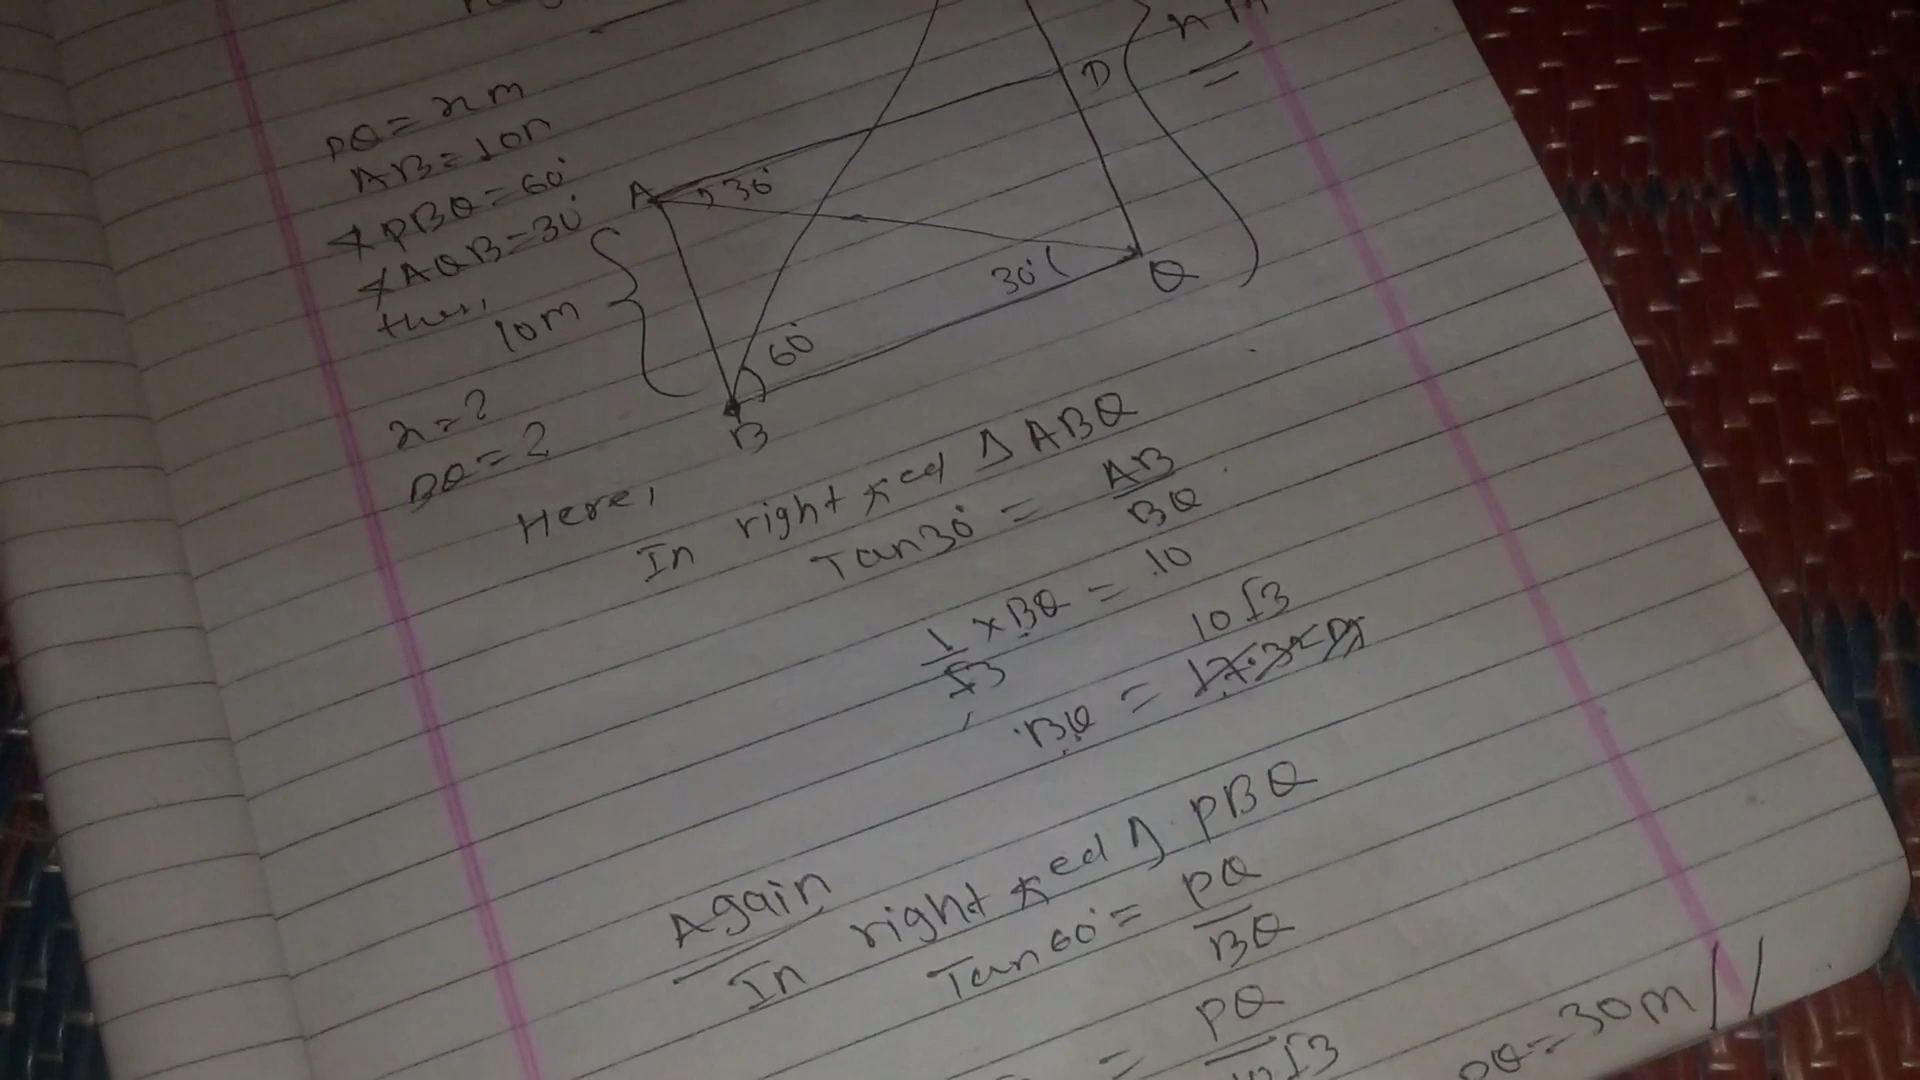 PQ = xm
AB = 10m
∡PBQ = 60°
∡AQB = 30°
then,
10m
x = ?
BQ = ?
A
30°
D
30°
Q
60°
B
Here,
In right ∡ed Δ ABQ
Tan30° = AB/BQ
1/√3 × BQ = 10
BQ = 10√3
Again
In right ∡ed Δ PBQ
Tan60° = PQ/BQ
= PQ/10√3
PQ = 30m //